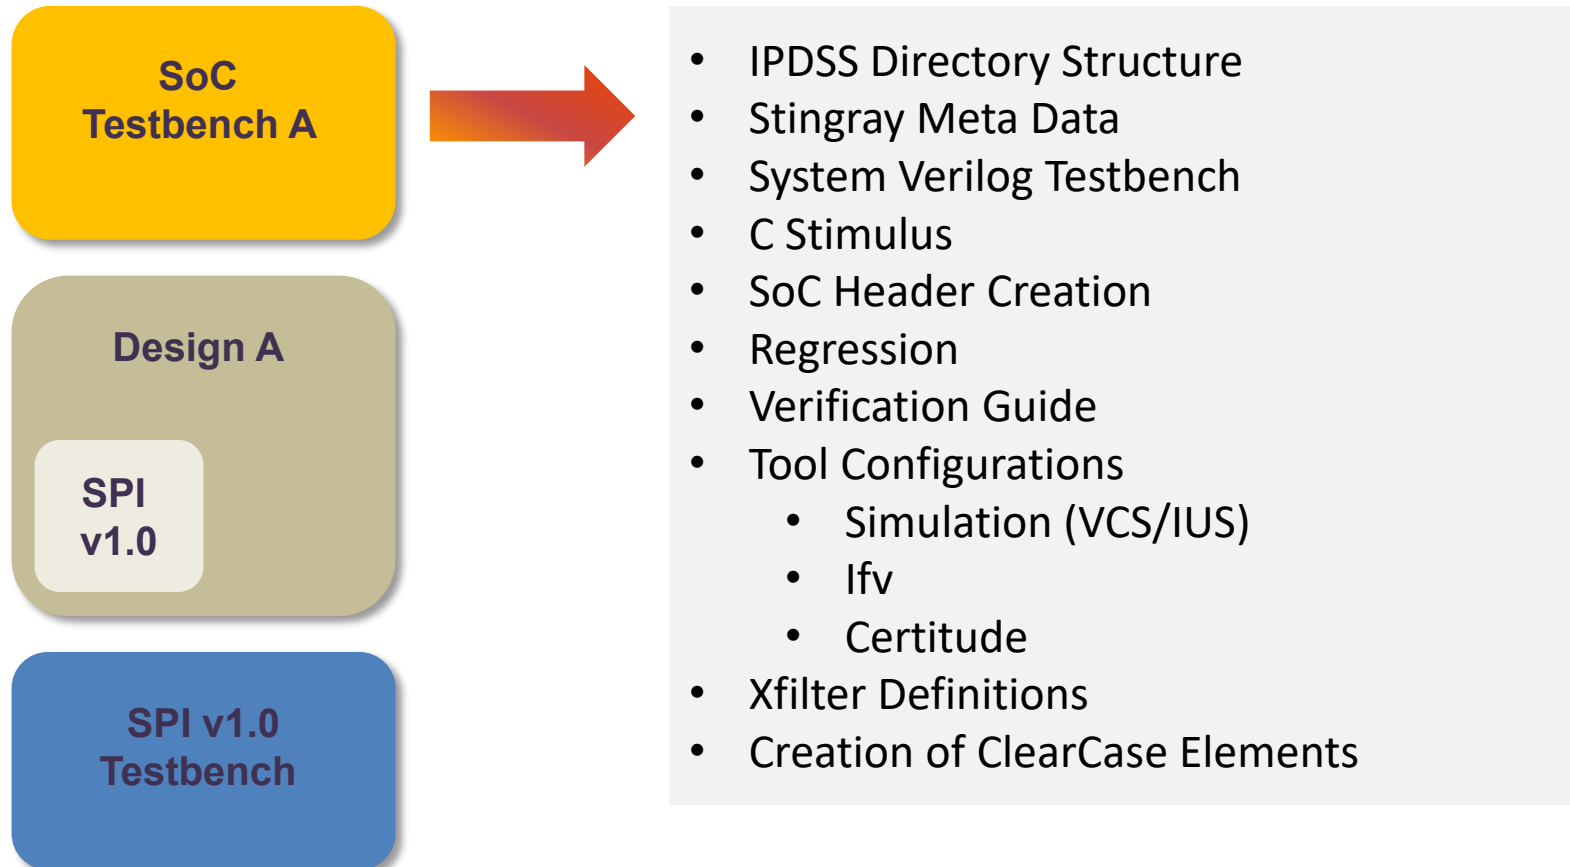 SoC
Testbench A
Design A
SPI
v1.0
SPI v1.0
Testbench
• IPDSS Directory Structure
• Stingray Meta Data
• System Verilog Testbench
• C Stimulus
• SoC Header Creation
• Regression
• Verification Guide
• Tool Configurations
• Simulation (VCS/IUS)
• Ifv
• Certitude
• Xfilter Definitions
• Creation of ClearCase Elements